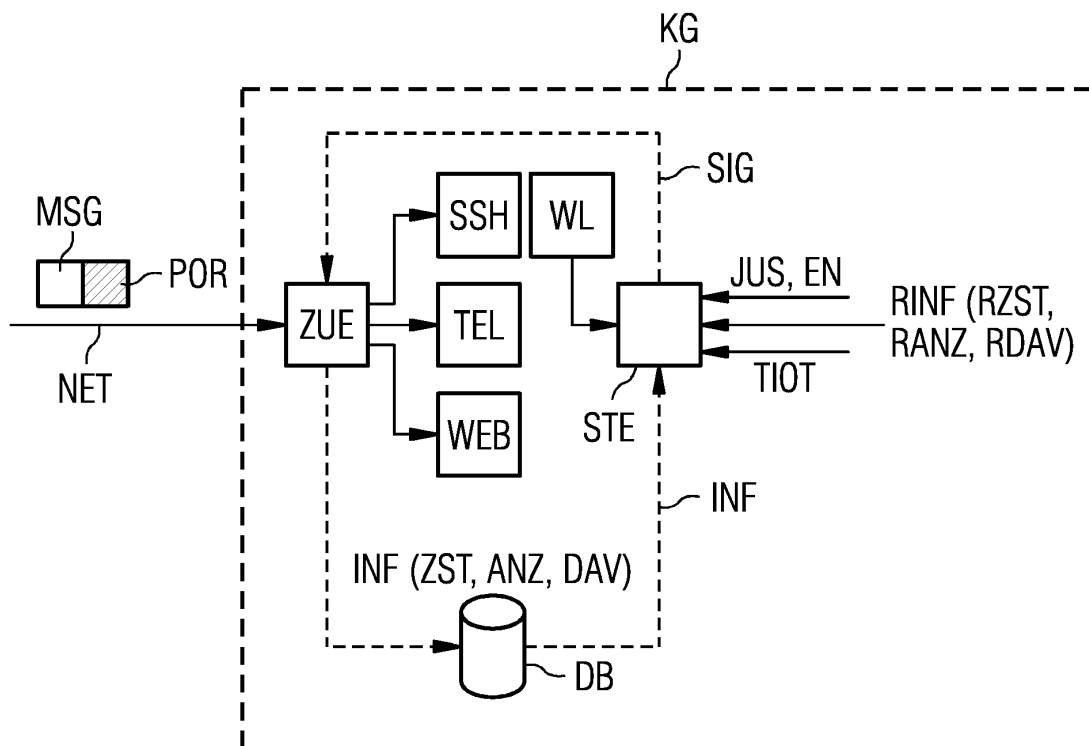 KG
SIG
MSG
SSH
WL
POR
JUS, EN
ZUE
TEL
RINF (RZST,
RANZ, RDAV)
NET
TIOT
STE
WEB
INF
INF (ZST, ANZ, DAV)
DB